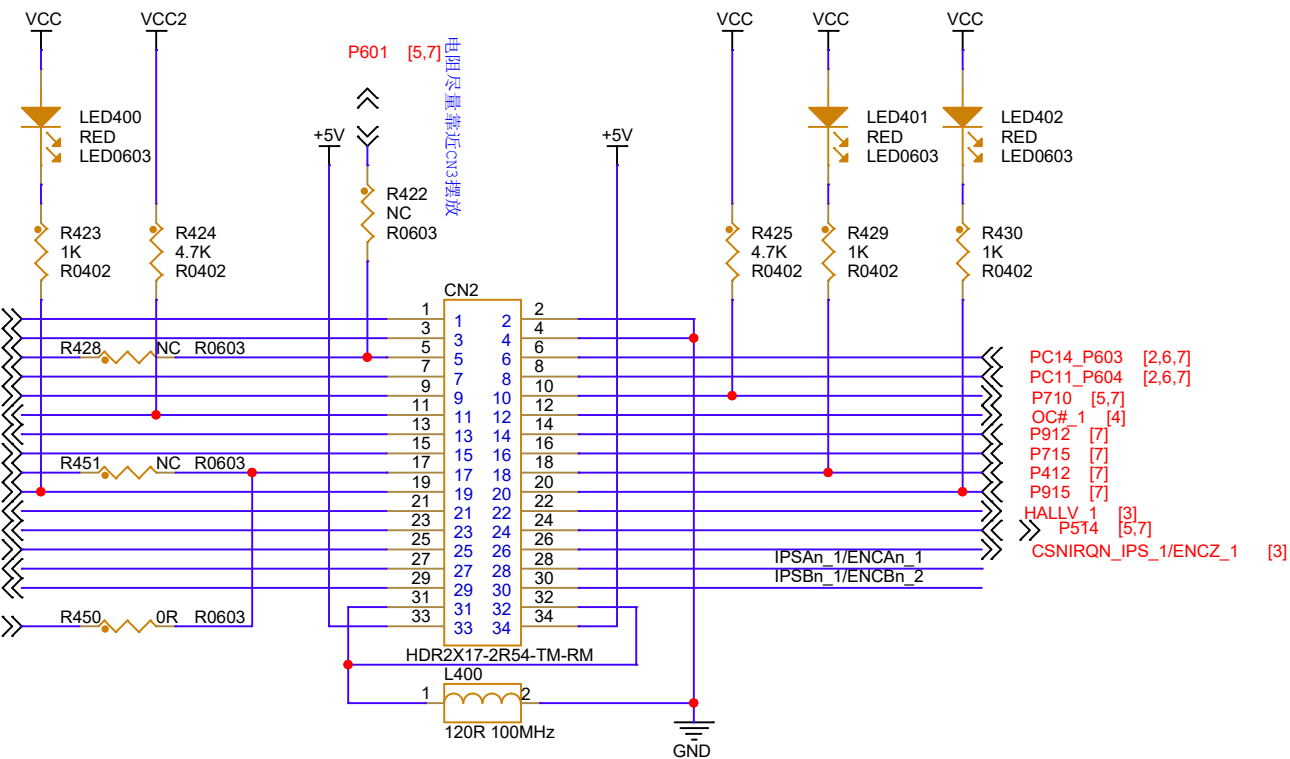 VCC
VCC2
VCC
VCC
VCC
P601 [5,7]
电阻尽量靠近CN3摆放
+5V
+5V
LED400
RED
LED0603
LED401
RED
LED0603
LED402
RED
LED0603
R422
NC
R0603
R423
1K
R0402
R424
4.7K
R0402
R425
4.7K
R0402
R429
1K
R0402
R430
1K
R0402
CN2
1 1 2 2
3 3 4 4
R428 NC R0603 5 5 6 6 PC14_P603 [2,6,7]
7 7 8 8 PC11_P604 [2,6,7]
9 9 10 10 P710 [5,7]
11 11 12 12 OC#_1 [4]
13 13 14 14 P912 [7]
15 15 16 16 P715 [7]
R451 NC R0603 17 17 18 18 P412 [7]
19 19 20 20 P915 [7]
21 21 22 22 HALLV_1 [3]
23 23 24 24 P514 [5,7]
25 25 26 26 CSNIRQN_IPS_1/ENCZ_1 [3]
27 27 28 28 IPSAn_1/ENCAn_1
29 29 30 30 IPSBn_1/ENCBn_2
31 31 32 32
R450 0R R0603 33 33 34 34
HDR2X17-2R54-TM-RM
L400
1 2
120R 100MHz
GND